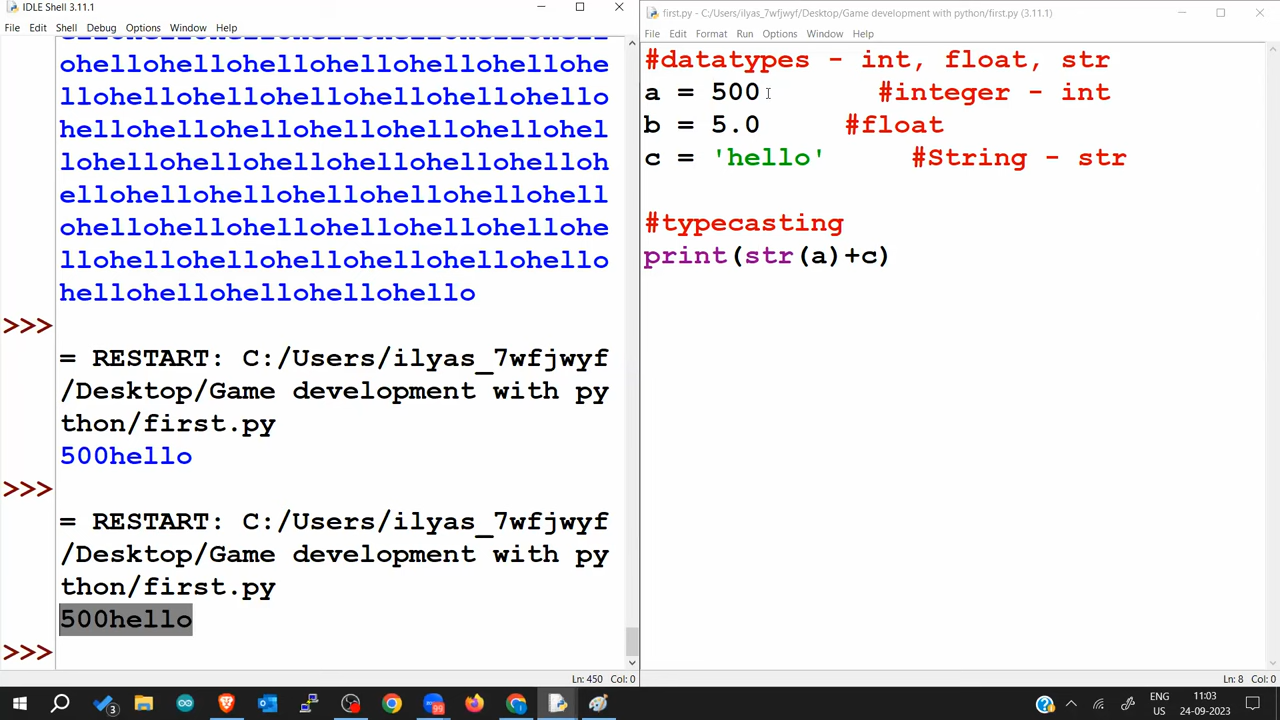 IDLE Shell 3.11.1
File Edit Shell Debug Options Window Help
ohellohellohellohellohellohellohe
llohellohellohellohellohellohello
hellohellohellohellohellohellohel
lohellohellohellohellohellohelloh
ellohellohellohellohellohellohell
ohellohellohellohellohellohellohe
llohellohellohellohellohellohello
hellohellohellohellohello
>>>
= RESTART: C:/Users/ilyas_7wfjwyf
/Desktop/Game development with py
thon/first.py
500hello
>>>
= RESTART: C:/Users/ilyas_7wfjwyf
/Desktop/Game development with py
thon/first.py
500hello
>>>
Ln: 450 Col: 0
first.py - C:/Users/ilyas_7wfjwyf/Desktop/Game development with python/first.py (3.11.1)
File Edit Format Run Options Window Help
#datatypes - int, float, str
a = 500 #integer - int
b = 5.0 #float
c = 'hello' #String - str
#typecasting
print(str(a)+c)
Ln: 8 Col: 0
3
99
ENG
US
11:03
24-09-2023